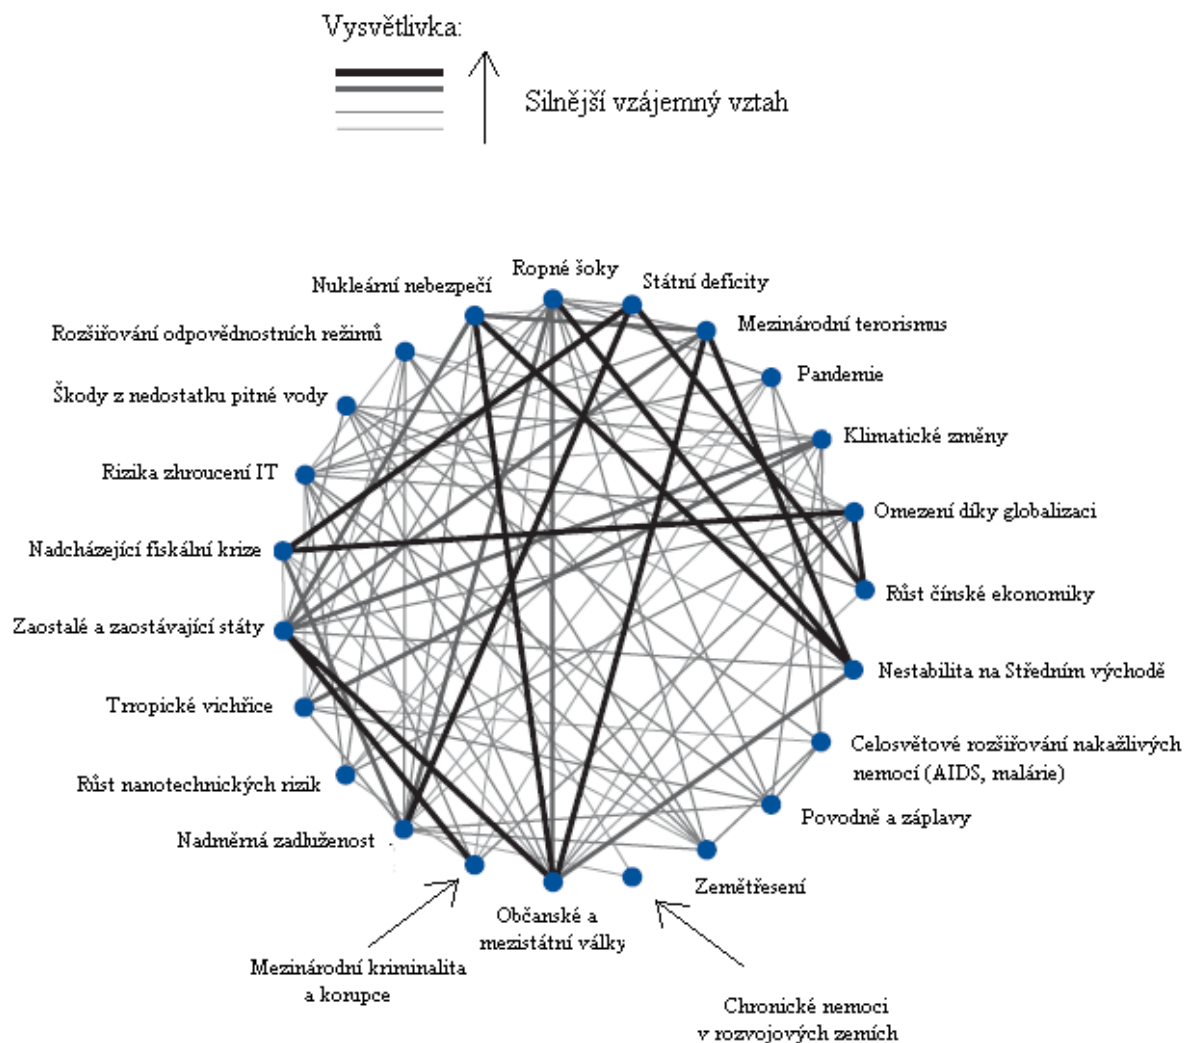 Vysvětlivka:
Silnější vzájemný vztah
Ropné šoky
Státní deficity
Nukleární nebezpečí
Mezinárodní terorismus
Rozšiřování odpovědnostních režimů
Pandemie
Škody z nedostatku pitné vody
Klimatické změny
Rizika zhroucení IT
Omezení díky globalizaci
Nadcházející fiskální krize
Růst čínské ekonomiky
Zaostalé a zaostávající státy
Nestabilita na Středním východě
Trropické vichřice
Celosvětové rozšiřování nakažlivých
nemocí (AIDS, malárie)
Růst nanotechnických rizik
Povodně a záplavy
Nadměrná zadluženost
Zemětřesení
Občanské a
mezistátní války
Mezinárodní kriminalita
a korupce
Chronické nemoci
v rozvojových zemích